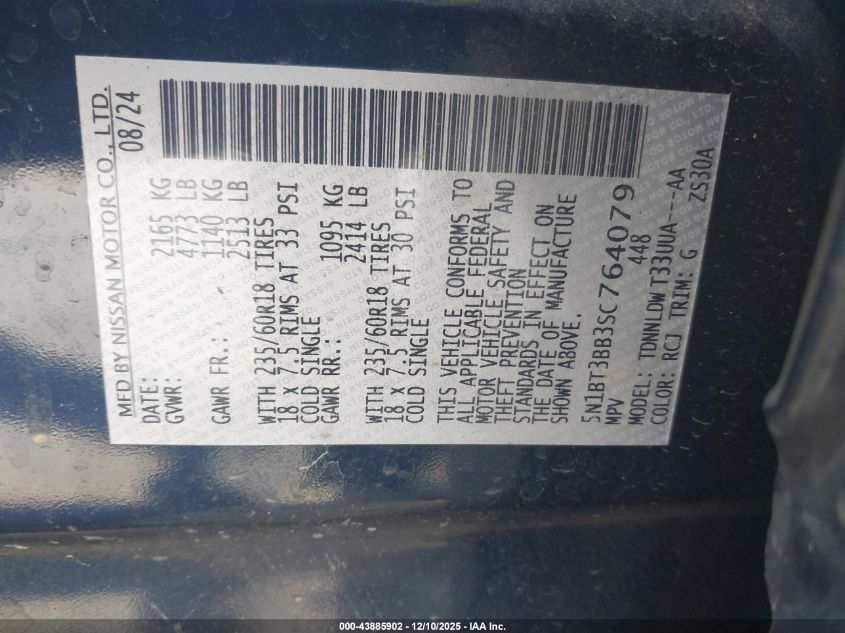 MFD BY NISSAN MOTOR CO., LTD.
DATE: 08/24
GVWR: 2165 KG
4773 LB
GAWR FR.: 1140 KG
2513 LB
WITH 235/60R18 TIRES
18 X 7.5 RIMS AT 33 PSI
COLD SINGLE
GAWR RR.: 1095 KG
2414 LB
WITH 235/60R18 TIRES
18 X 7.5 RIMS AT 30 PSI
COLD SINGLE
THIS VEHICLE CONFORMS TO
ALL APPLICABLE FEDERAL
MOTOR VEHICLE SAFETY AND
THEFT PREVENTION
STANDARDS IN EFFECT ON
THE DATE OF MANUFACTURE
SHOWN ABOVE.
5N1BT3BB3SC764079
MPV 448
MODEL: TDNNLDWT33UUA---AA
COLOR: RCJ TRIM: G ZS30A
000-43885902 — 12/10/2025 — IAA Inc.